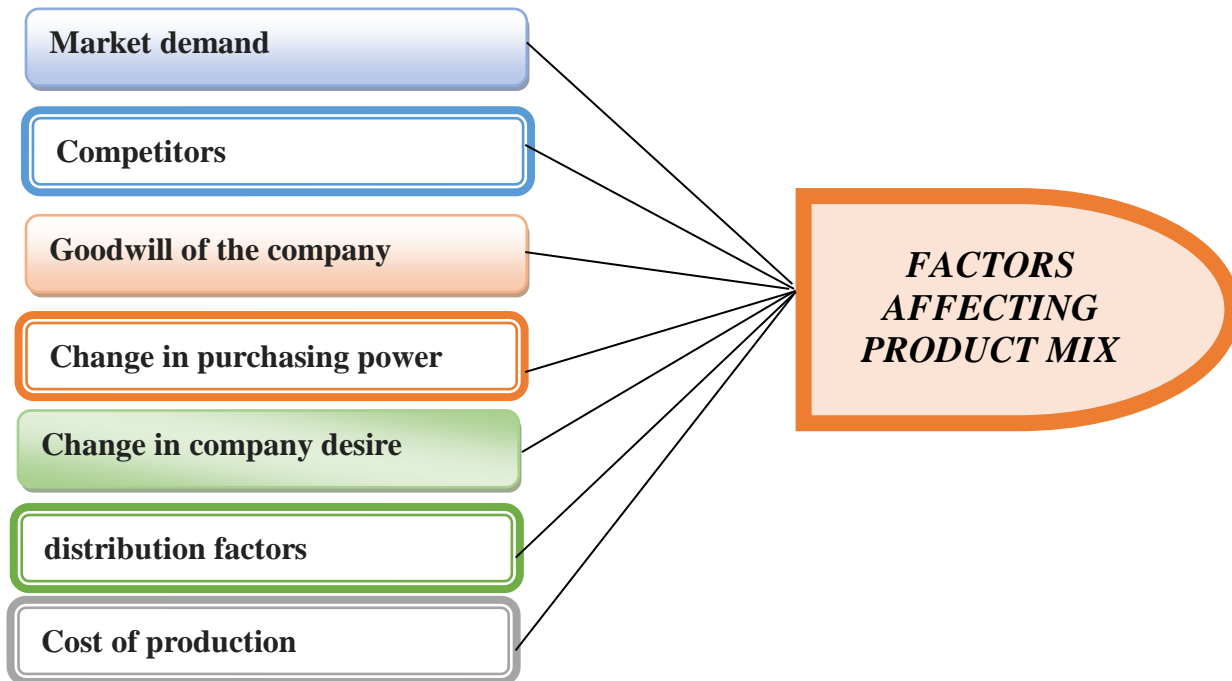 Market demand
Competitors
Goodwill of the company
Change in purchasing power
Change in company desire
distribution factors
Cost of production
FACTORS
AFFECTING
PRODUCT MIX